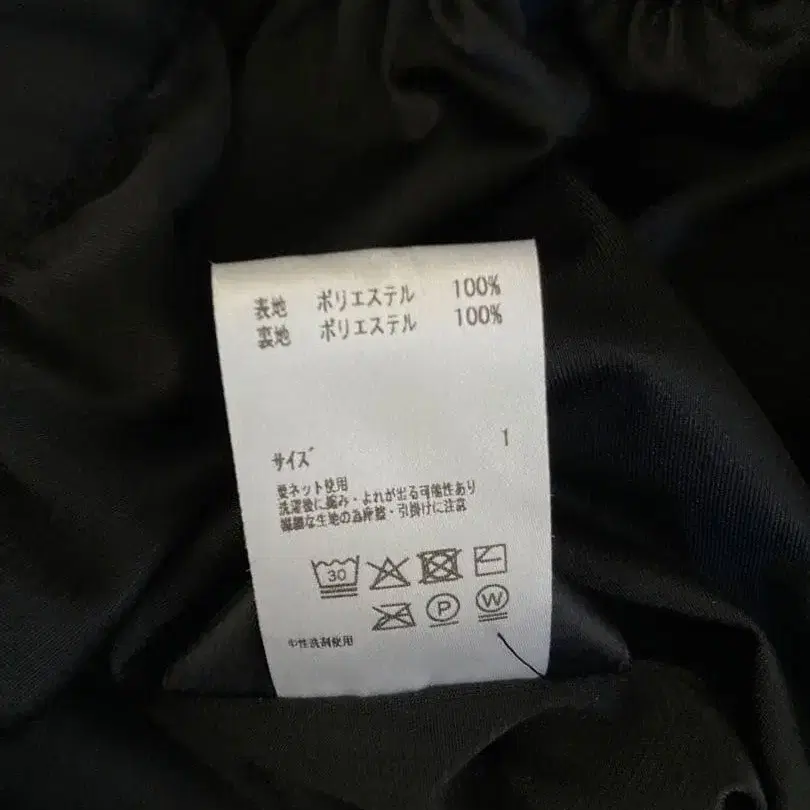 表地 ポリエステル 100%
裏地 ポリエステル 100%
サイズ 1
要ネット使用
洗濯後に縮み・よれが出る可能性あり
繊細な生地の為摩擦・引掛けに注意
30
P W
中性洗剤使用